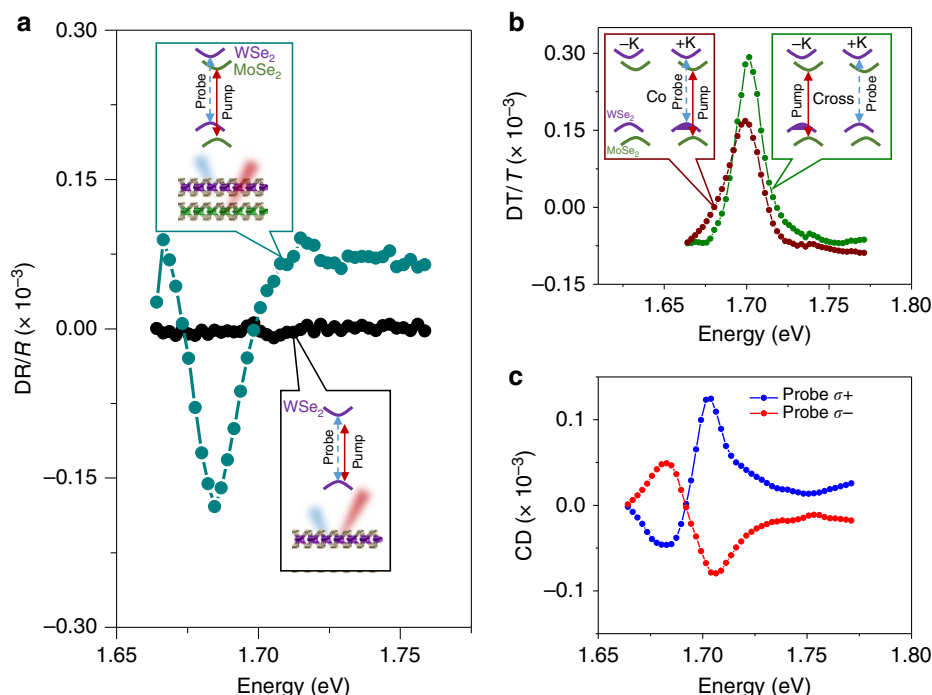 a
0.30
0.15
0.00
–0.15
–0.30
DR/R (× 10⁻³)
1.65
1.70
1.75
Energy (eV)
WSe₂
MoSe₂
Probe
Pump
WSe₂
Probe
Pump
b
0.30
0.15
0.00
–0.15
DT/T (× 10⁻³)
1.65
1.70
1.75
1.80
Energy (eV)
–K
+K
Co
Probe
Pump
WSe₂
MoSe₂
–K
+K
Pump
Cross
Probe
c
0.1
0.0
–0.1
CD (× 10⁻³)
Probe σ+
Probe σ–
1.65
1.70
1.75
1.80
Energy (eV)